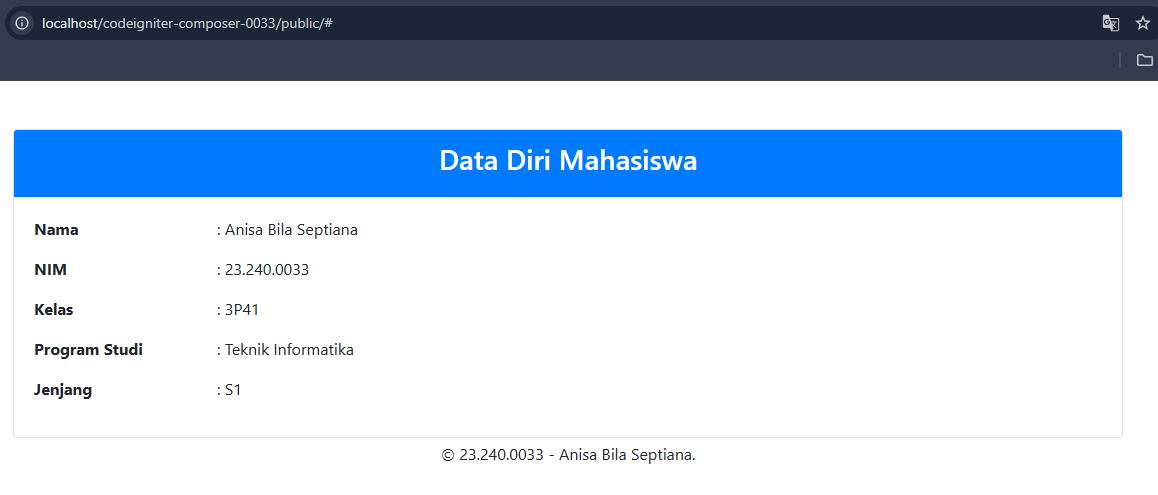 localhost/codeigniter-composer-0033/public/#
Data Diri Mahasiswa
Nama : Anisa Bila Septiana
NIM : 23.240.0033
Kelas : 3P41
Program Studi : Teknik Informatika
Jenjang : S1
© 23.240.0033 - Anisa Bila Septiana.